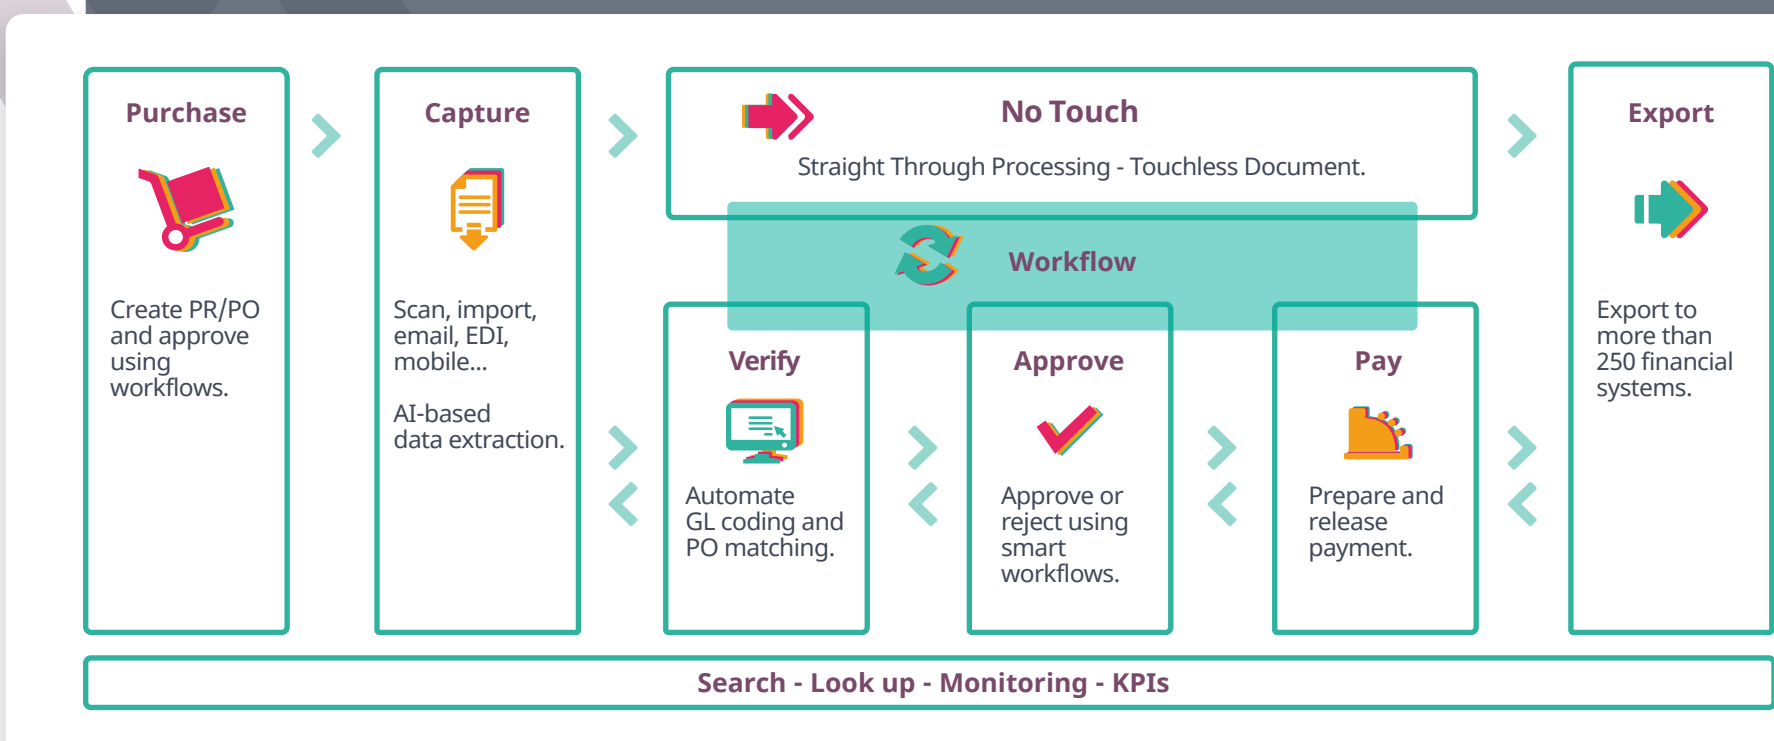 Purchase
Create PR/PO
and approve
using
workflows.
Capture
Scan, import,
email, EDI,
mobile...
AI-based
data extraction.
No Touch
Straight Through Processing - Touchless Document.
Workflow
Verify
Automate
GL coding and
PO matching.
Approve
Approve or
reject using
smart
workflows.
Pay
Prepare and
release
payment.
Export
Export to
more than
250 financial
systems.
Search - Look up - Monitoring - KPIs